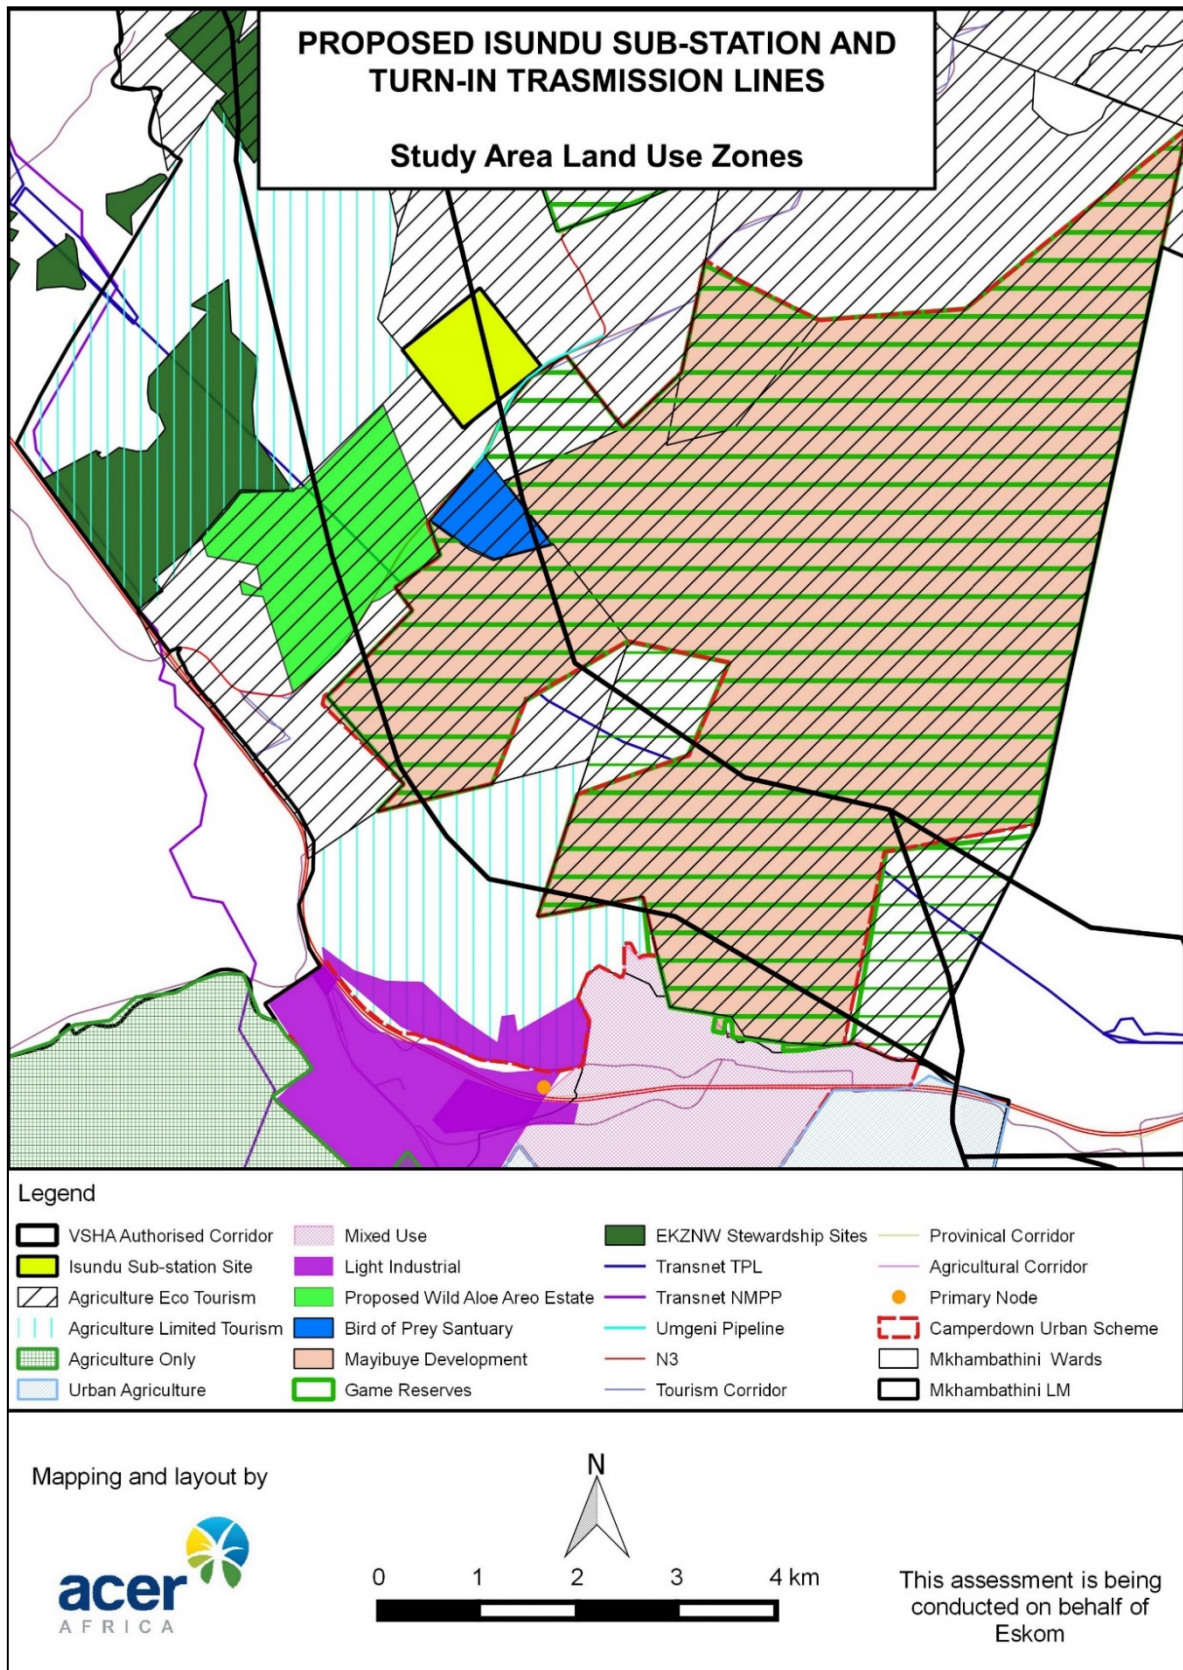 PROPOSED ISUNDU SUB-STATION AND
TURN-IN TRASMISSION LINES
Study Area Land Use Zones
Legend
VSHA Authorised Corridor
Isundu Sub-station Site
Agriculture Eco Tourism
Agriculture Limited Tourism
Agriculture Only
Urban Agriculture
Mixed Use
Light Industrial
Proposed Wild Aloe Areo Estate
Bird of Prey Santuary
Mayibuye Development
Game Reserves
EKZNW Stewardship Sites
Transnet TPL
Transnet NMPP
Umgeni Pipeline
N3
Tourism Corridor
Provinical Corridor
Agricultural Corridor
Primary Node
Camperdown Urban Scheme
Mkhambathini Wards
Mkhambathini LM
Mapping and layout by
acer
AFRICA
N
0 1 2 3 4 km
This assessment is being
conducted on behalf of
Eskom